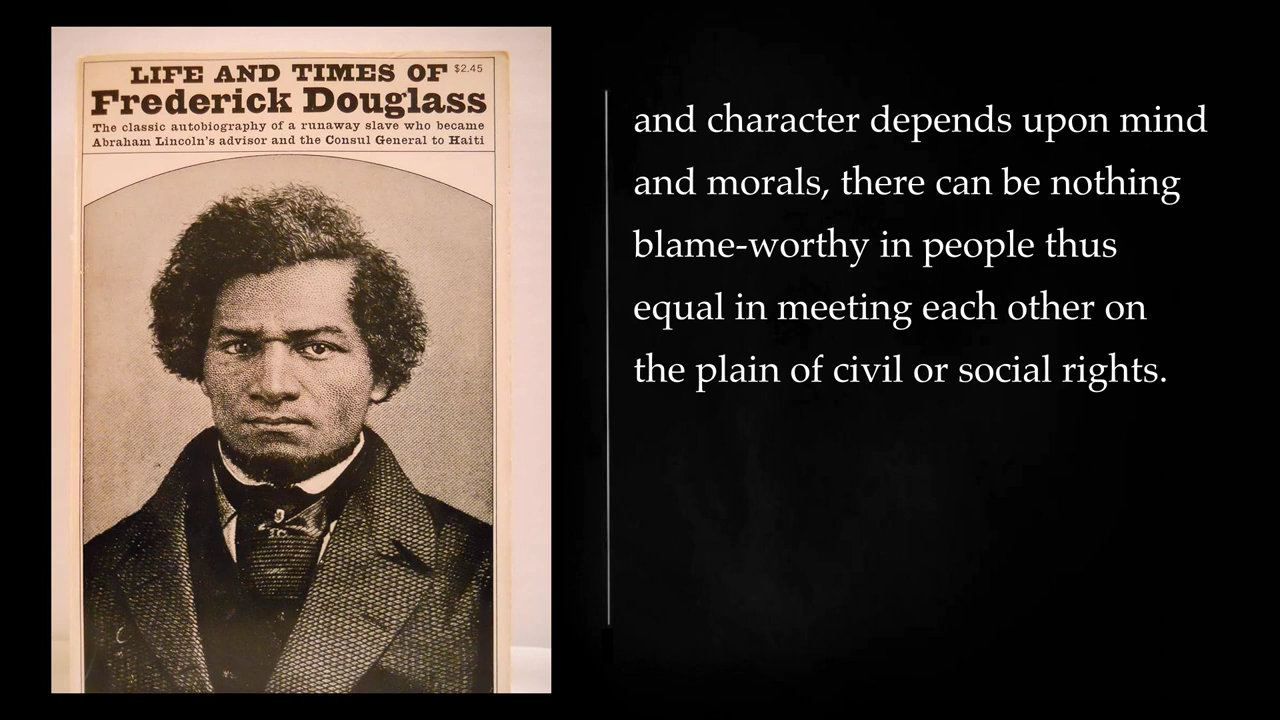 LIFE AND TIMES OF $2.45
Frederick Douglass
The classic autobiography of a runaway slave who became
Abraham Lincoln's advisor and the Consul General to Haiti
and character depends upon mind
and morals, there can be nothing
blame-worthy in people thus
equal in meeting each other on
the plain of civil or social rights.